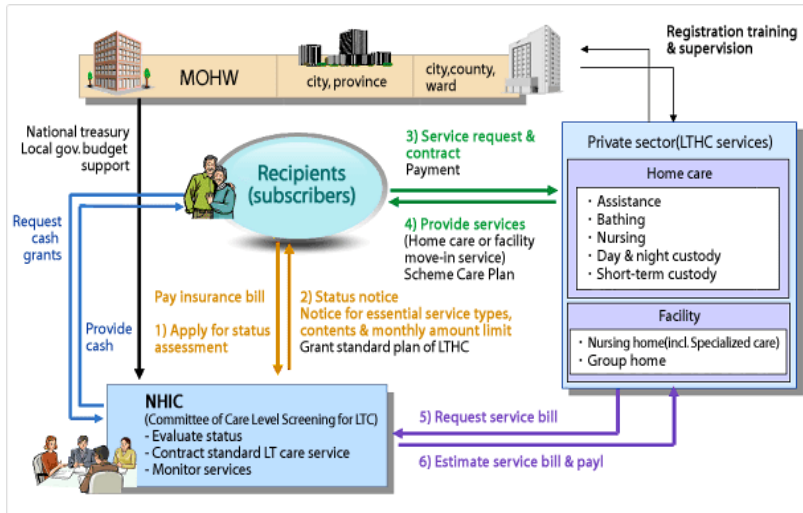 MOHW
city, province
city,county,
ward
Registration training
& supervision
National treasury
Local gov. budget
support
Recipients
(subscribers)
3) Service request &
contract
Payment
4) Provide services
(Home care or facility
move-in service)
Scheme Care Plan
Private sector(LTHC services)
Home care
· Assistance
· Bathing
· Nursing
· Day & night custody
· Short-term custody
Facility
· Nursing home(incl. Specialized care)
· Group home
Request
cash
grants
Provide
cash
Pay insurance bill
1) Apply for status
assessment
2) Status notice
Notice for essential service types,
contents & monthly amount limit
Grant standard plan of LTHC
NHIC
(Committee of Care Level Screening for LTC)
- Evaluate status
- Contract standard LT care service
- Monitor services
5) Request service bill
6) Estimate service bill & payl